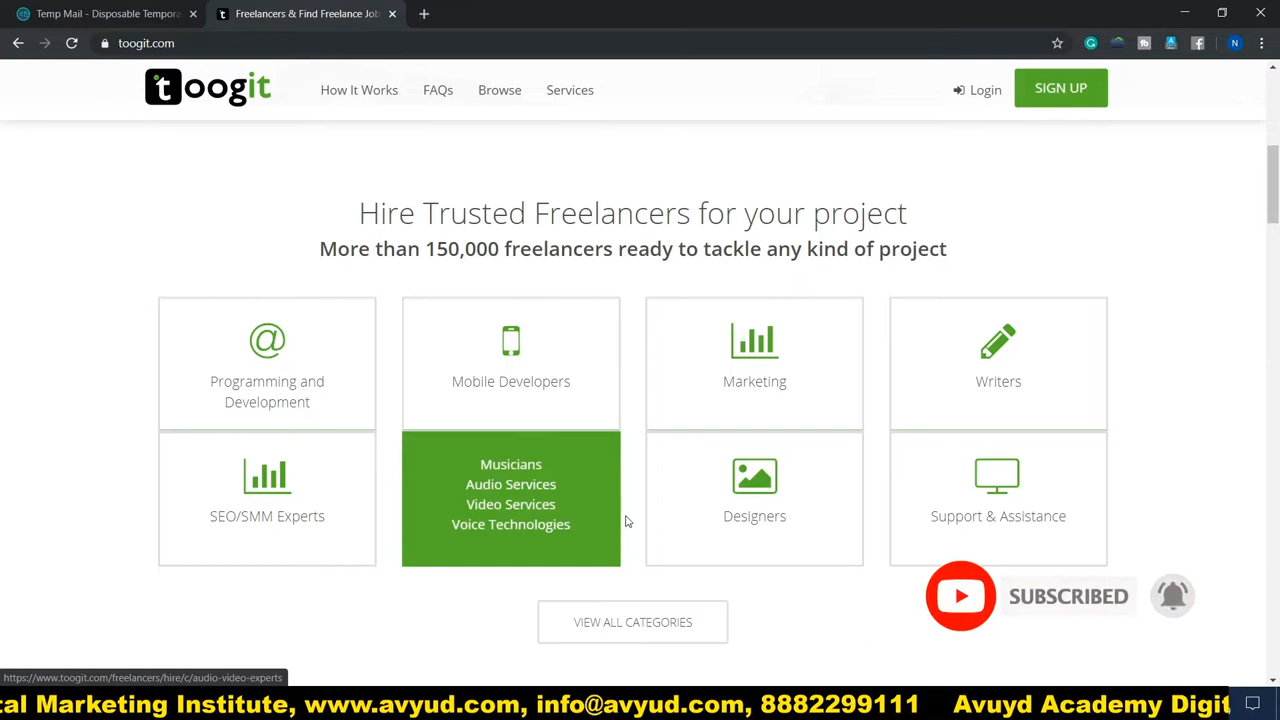 Temp Mail - Disposable Tempora
Freelancers & Find Freelance Job
toogit.com
N
toogit
How It Works
FAQs
Browse
Services
Login
SIGN UP
Hire Trusted Freelancers for your project
More than 150,000 freelancers ready to tackle any kind of project
Programming and
Development
Mobile Developers
Marketing
Writers
SEO/SMM Experts
Musicians
Audio Services
Video Services
Voice Technologies
Designers
Support & Assistance
SUBSCRIBED
VIEW ALL CATEGORIES
https://www.toogit.com/freelancers/hire/c/audio-video-experts
tal Marketing Institute, www.avyud.com, info@avyud.com, 8882299111 Avuyd Academy Digit